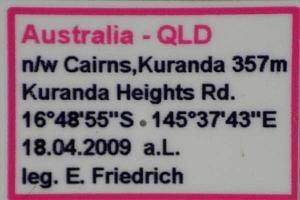 Australia - QLD
n/w Cairns,Kuranda 357m
Kuranda Heights Rd.
16°48'55"S • 145°37'43"E
18.04.2009 a.L.
leg. E. Friedrich